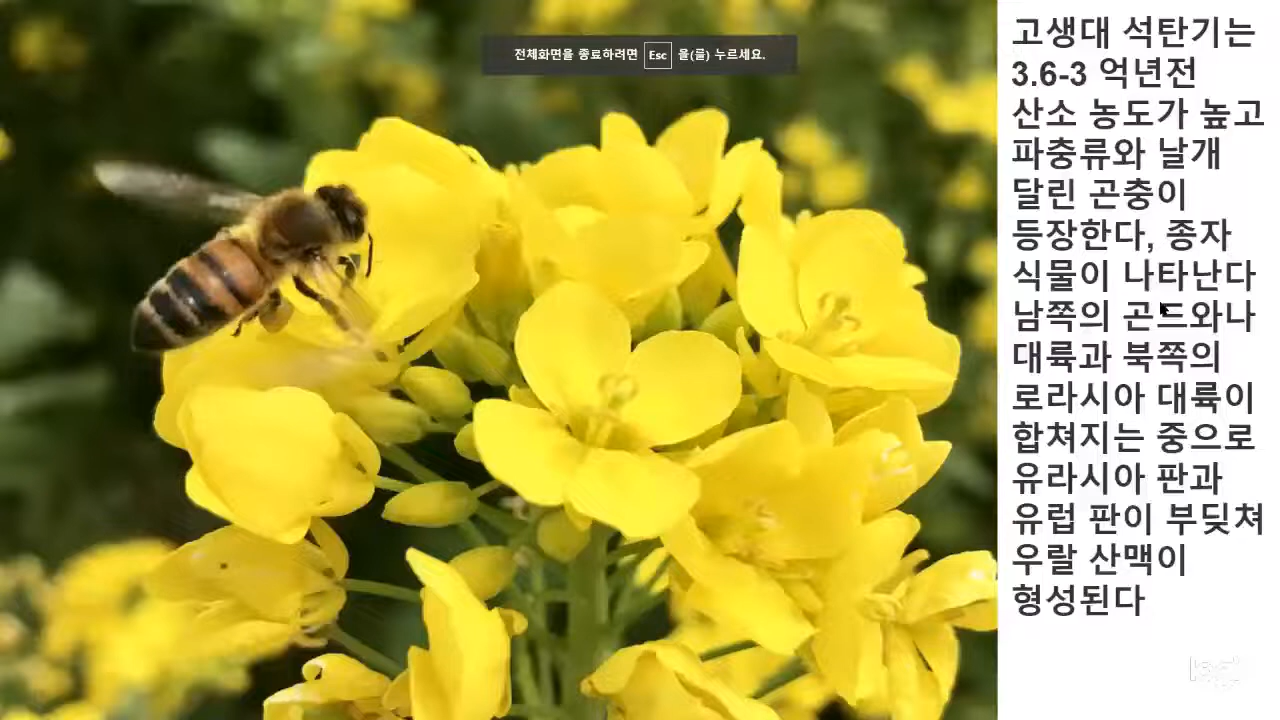 전체화면을 종료하려면 Esc 을(를) 누르세요.
고생대 석탄기는
3.6-3 억년전
산소 농도가 높고
파충류와 날개
달린 곤충이
등장한다, 종자
식물이 나타난다
남쪽의 곤드와나
대륙과 북쪽의
로라시아 대륙이
합쳐지는 중으로
유라시아 판과
유럽 판이 부딪쳐
우랄 산맥이
형성된다